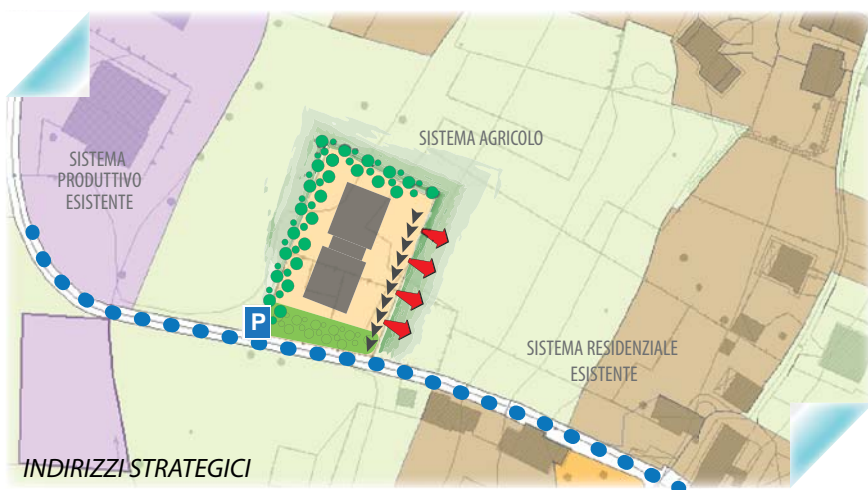 SISTEMA AGRICOLO
SISTEMA
PRODUTTIVO
ESISTENTE
P
SISTEMA RESIDENZIALE
ESISTENTE
INDIRIZZI STRATEGICI